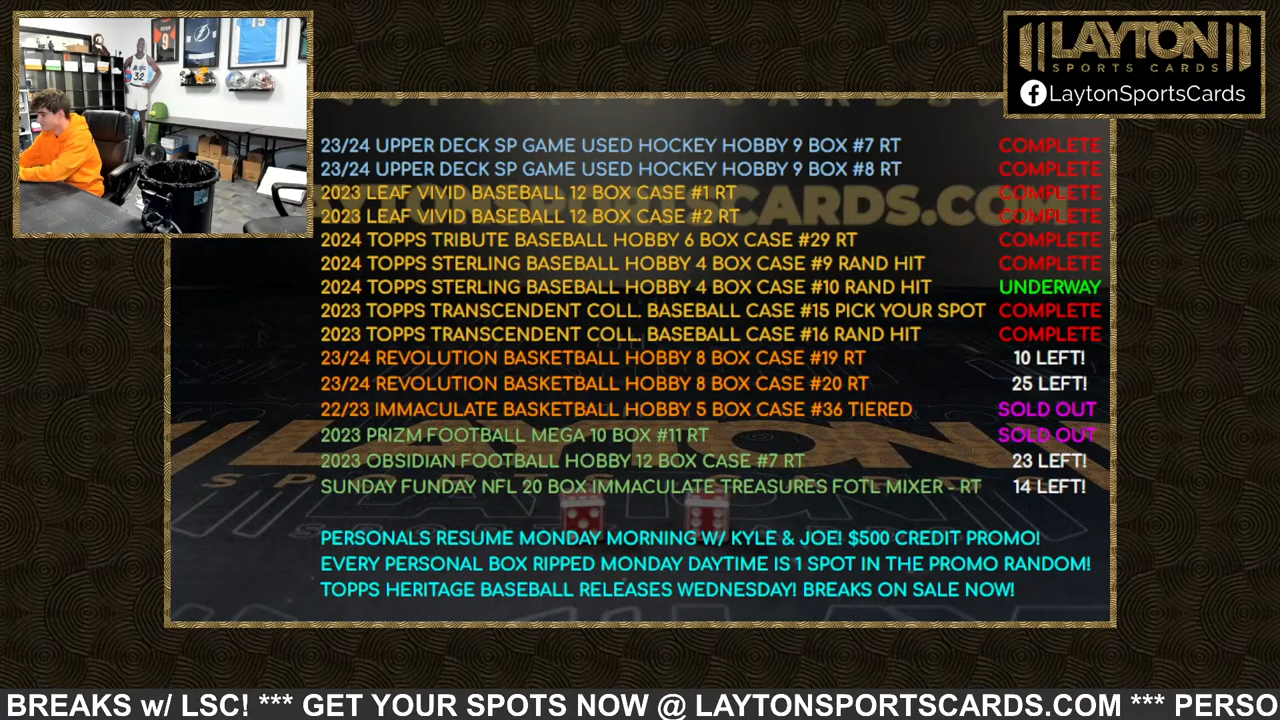 LAYTON
SPORTS CARDS
LaytonSportsCards
23/24 UPPER DECK SP GAME USED HOCKEY HOBBY 9 BOX #7 RT COMPLETE
23/24 UPPER DECK SP GAME USED HOCKEY HOBBY 9 BOX #8 RT COMPLETE
2023 LEAF VIVID BASEBALL 12 BOX CASE #1 RT COMPLETE
2023 LEAF VIVID BASEBALL 12 BOX CASE #2 RT COMPLETE
2024 TOPPS TRIBUTE BASEBALL HOBBY 6 BOX CASE #29 RT COMPLETE
2024 TOPPS STERLING BASEBALL HOBBY 4 BOX CASE #9 RAND HIT COMPLETE
2024 TOPPS STERLING BASEBALL HOBBY 4 BOX CASE #10 RAND HIT UNDERWAY
2023 TOPPS TRANSCENDENT COLL. BASEBALL CASE #15 PICK YOUR SPOT COMPLETE
2023 TOPPS TRANSCENDENT COLL. BASEBALL CASE #16 RAND HIT COMPLETE
23/24 REVOLUTION BASKETBALL HOBBY 8 BOX CASE #19 RT 10 LEFT!
23/24 REVOLUTION BASKETBALL HOBBY 8 BOX CASE #20 RT 25 LEFT!
22/23 IMMACULATE BASKETBALL HOBBY 5 BOX CASE #36 TIERED SOLD OUT
2023 PRIZM FOOTBALL MEGA 10 BOX #11 RT SOLD OUT
2023 OBSIDIAN FOOTBALL HOBBY 12 BOX CASE #7 RT 23 LEFT!
SUNDAY FUNDAY NFL 20 BOX IMMACULATE TREASURES FOTL MIXER - RT 14 LEFT!
PERSONALS RESUME MONDAY MORNING W/ KYLE & JOE! $500 CREDIT PROMO!
EVERY PERSONAL BOX RIPPED MONDAY DAYTIME IS 1 SPOT IN THE PROMO RANDOM!
TOPPS HERITAGE BASEBALL RELEASES WEDNESDAY! BREAKS ON SALE NOW!
BREAKS w/ LSC! *** GET YOUR SPOTS NOW @ LAYTONSPORTSCARDS.COM *** PERSO